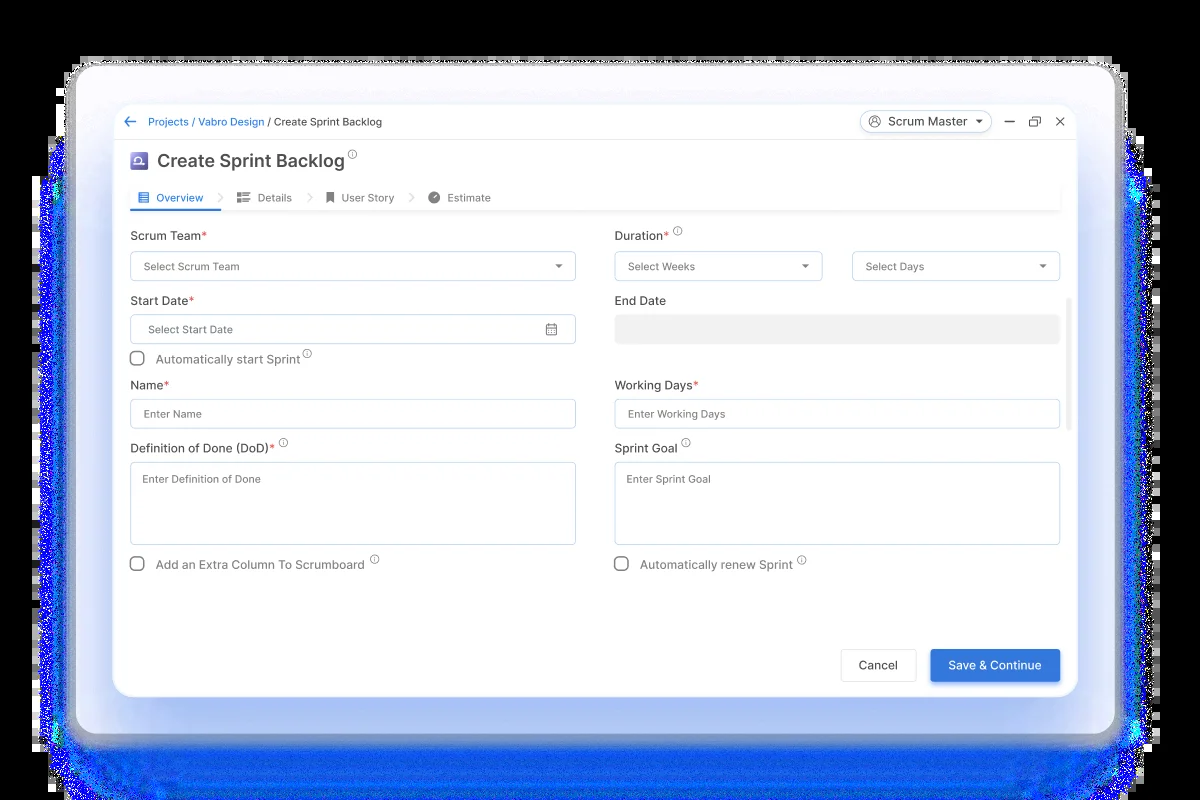 Projects / Vabro Design / Create Sprint Backlog
Scrum Master
Create Sprint Backlog
Overview
Details
User Story
Estimate
Scrum Team*
Duration*
Select Scrum Team
Select Weeks
Select Days
Start Date*
End Date
Select Start Date
Automatically start Sprint
Name*
Working Days*
Enter Name
Enter Working Days
Definition of Done (DoD)*
Sprint Goal
Enter Definition of Done
Enter Sprint Goal
Add an Extra Column To Scrumboard
Automatically renew Sprint
Cancel
Save & Continue